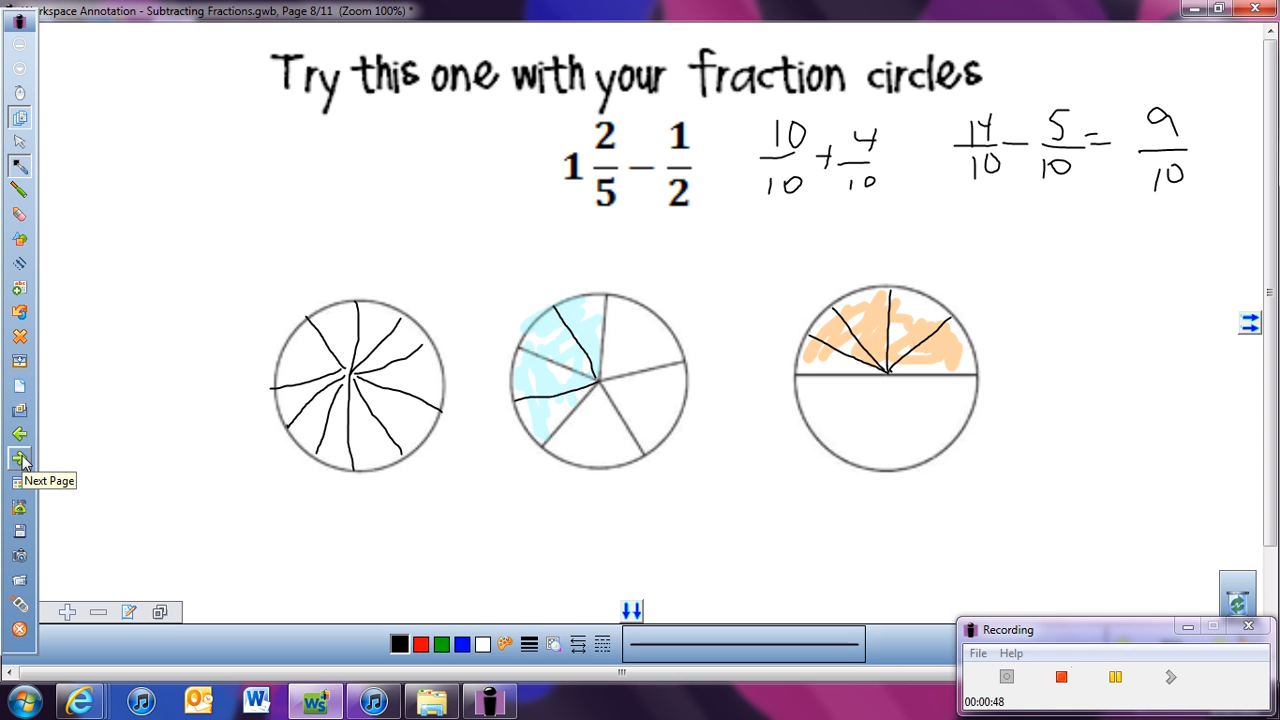 Workspace Annotation - Subtracting Fractions.gwb, Page 8/11 (Zoom 100%) *
Try this one with your fraction circles
1 2/5 − 1/2
10/10 + 4/10
14/10 − 5/10 = 9/10
Next Page
Recording
File Help
00:00:48